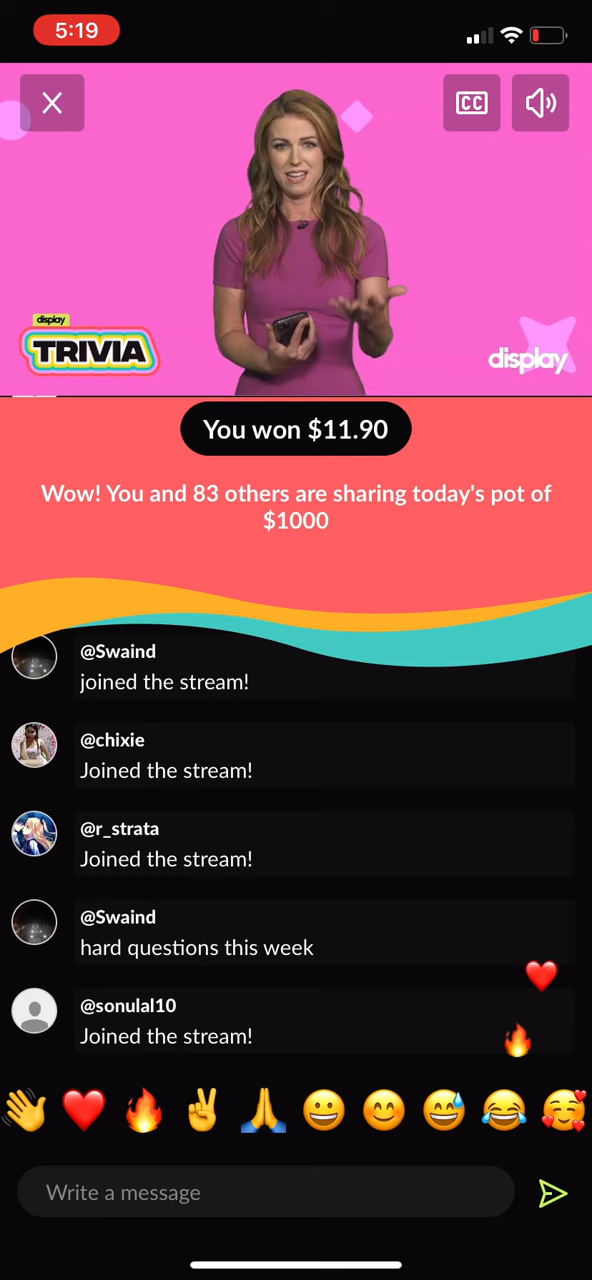 5:19
CC
display
TRIVIA
display
You won $11.90
Wow! You and 83 others are sharing today's pot of
$1000
@Swaind
joined the stream!
@chixie
Joined the stream!
@r_strata
Joined the stream!
@Swaind
hard questions this week
@sonulal10
Joined the stream!
Write a message